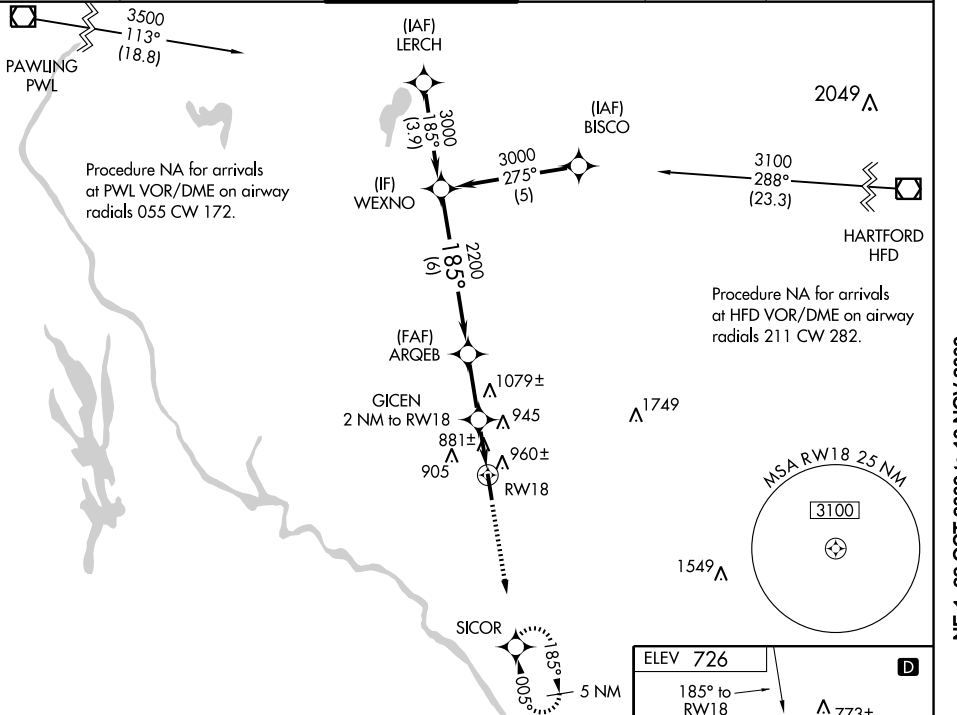 3500
113°
(18.8)
PAWLING
PWL
(IAF)
LERCH
3000
185°
(3.9)
(IAF)
BISCO
2049
Procedure NA for arrivals
at PWL VOR/DME on airway
radials 055 CW 172.
(IF)
WEXNO
3000
275°
(5)
3100
288°
(23.3)
HARTFORD
HFD
2200
185°
(6)
Procedure NA for arrivals
at HFD VOR/DME on airway
radials 211 CW 282.
(FAF)
ARQEB
1079±
GICEN
2 NM to RW18
945
1749
881±
905
960±
RW18
MSA RW18 25 NM
3100
1549
SICOR
185°
005°
5 NM
ELEV 726
D
185° to
RW18
773±